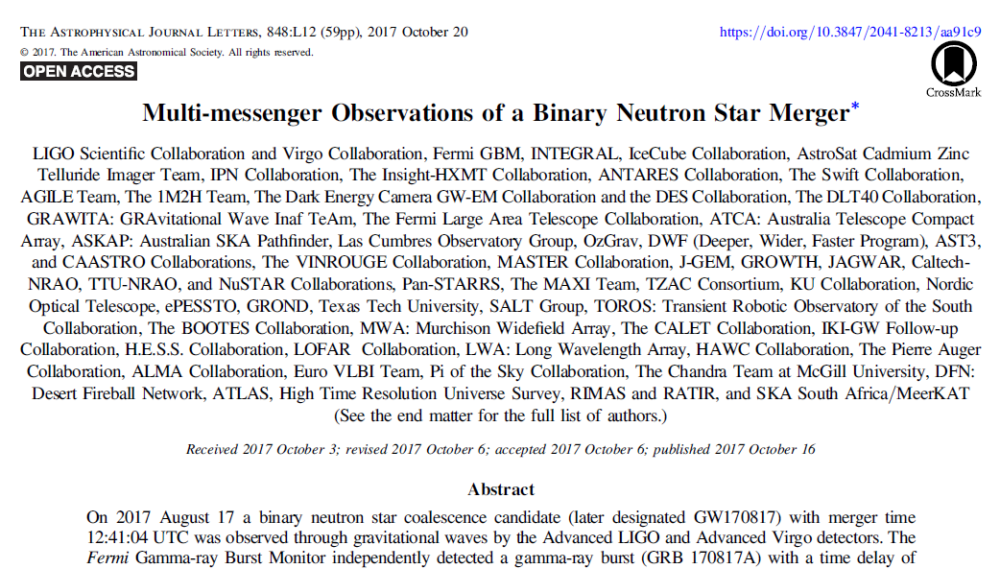 THE ASTROPHYSICAL JOURNAL LETTERS, 848:L12 (59pp), 2017 October 20
https://doi.org/10.3847/2041-8213/aa91c9
© 2017. The American Astronomical Society. All rights reserved.
OPEN ACCESS
CrossMark
Multi-messenger Observations of a Binary Neutron Star Merger*
LIGO Scientific Collaboration and Virgo Collaboration, Fermi GBM, INTEGRAL, IceCube Collaboration, AstroSat Cadmium Zinc
Telluride Imager Team, IPN Collaboration, The Insight-HXMT Collaboration, ANTARES Collaboration, The Swift Collaboration,
AGILE Team, The 1M2H Team, The Dark Energy Camera GW-EM Collaboration and the DES Collaboration, The DLT40 Collaboration,
GRAWITA: GRAvitational Wave Inaf TeAm, The Fermi Large Area Telescope Collaboration, ATCA: Australia Telescope Compact
Array, ASKAP: Australian SKA Pathfinder, Las Cumbres Observatory Group, OzGrav, DWF (Deeper, Wider, Faster Program), AST3,
and CAASTRO Collaborations, The VINROUGE Collaboration, MASTER Collaboration, J-GEM, GROWTH, JAGWAR, Caltech-
NRAO, TTU-NRAO, and NuSTAR Collaborations, Pan-STARRS, The MAXI Team, TZAC Consortium, KU Collaboration, Nordic
Optical Telescope, ePESSTO, GROND, Texas Tech University, SALT Group, TOROS: Transient Robotic Observatory of the South
Collaboration, The BOOTES Collaboration, MWA: Murchison Widefield Array, The CALET Collaboration, IKI-GW Follow-up
Collaboration, H.E.S.S. Collaboration, LOFAR Collaboration, LWA: Long Wavelength Array, HAWC Collaboration, The Pierre Auger
Collaboration, ALMA Collaboration, Euro VLBI Team, Pi of the Sky Collaboration, The Chandra Team at McGill University, DFN:
Desert Fireball Network, ATLAS, High Time Resolution Universe Survey, RIMAS and RATIR, and SKA South Africa/MeerKAT
(See the end matter for the full list of authors.)
Received 2017 October 3; revised 2017 October 6; accepted 2017 October 6; published 2017 October 16
Abstract
On 2017 August 17 a binary neutron star coalescence candidate (later designated GW170817) with merger time
12:41:04 UTC was observed through gravitational waves by the Advanced LIGO and Advanced Virgo detectors. The
Fermi Gamma-ray Burst Monitor independently detected a gamma-ray burst (GRB 170817A) with a time delay of